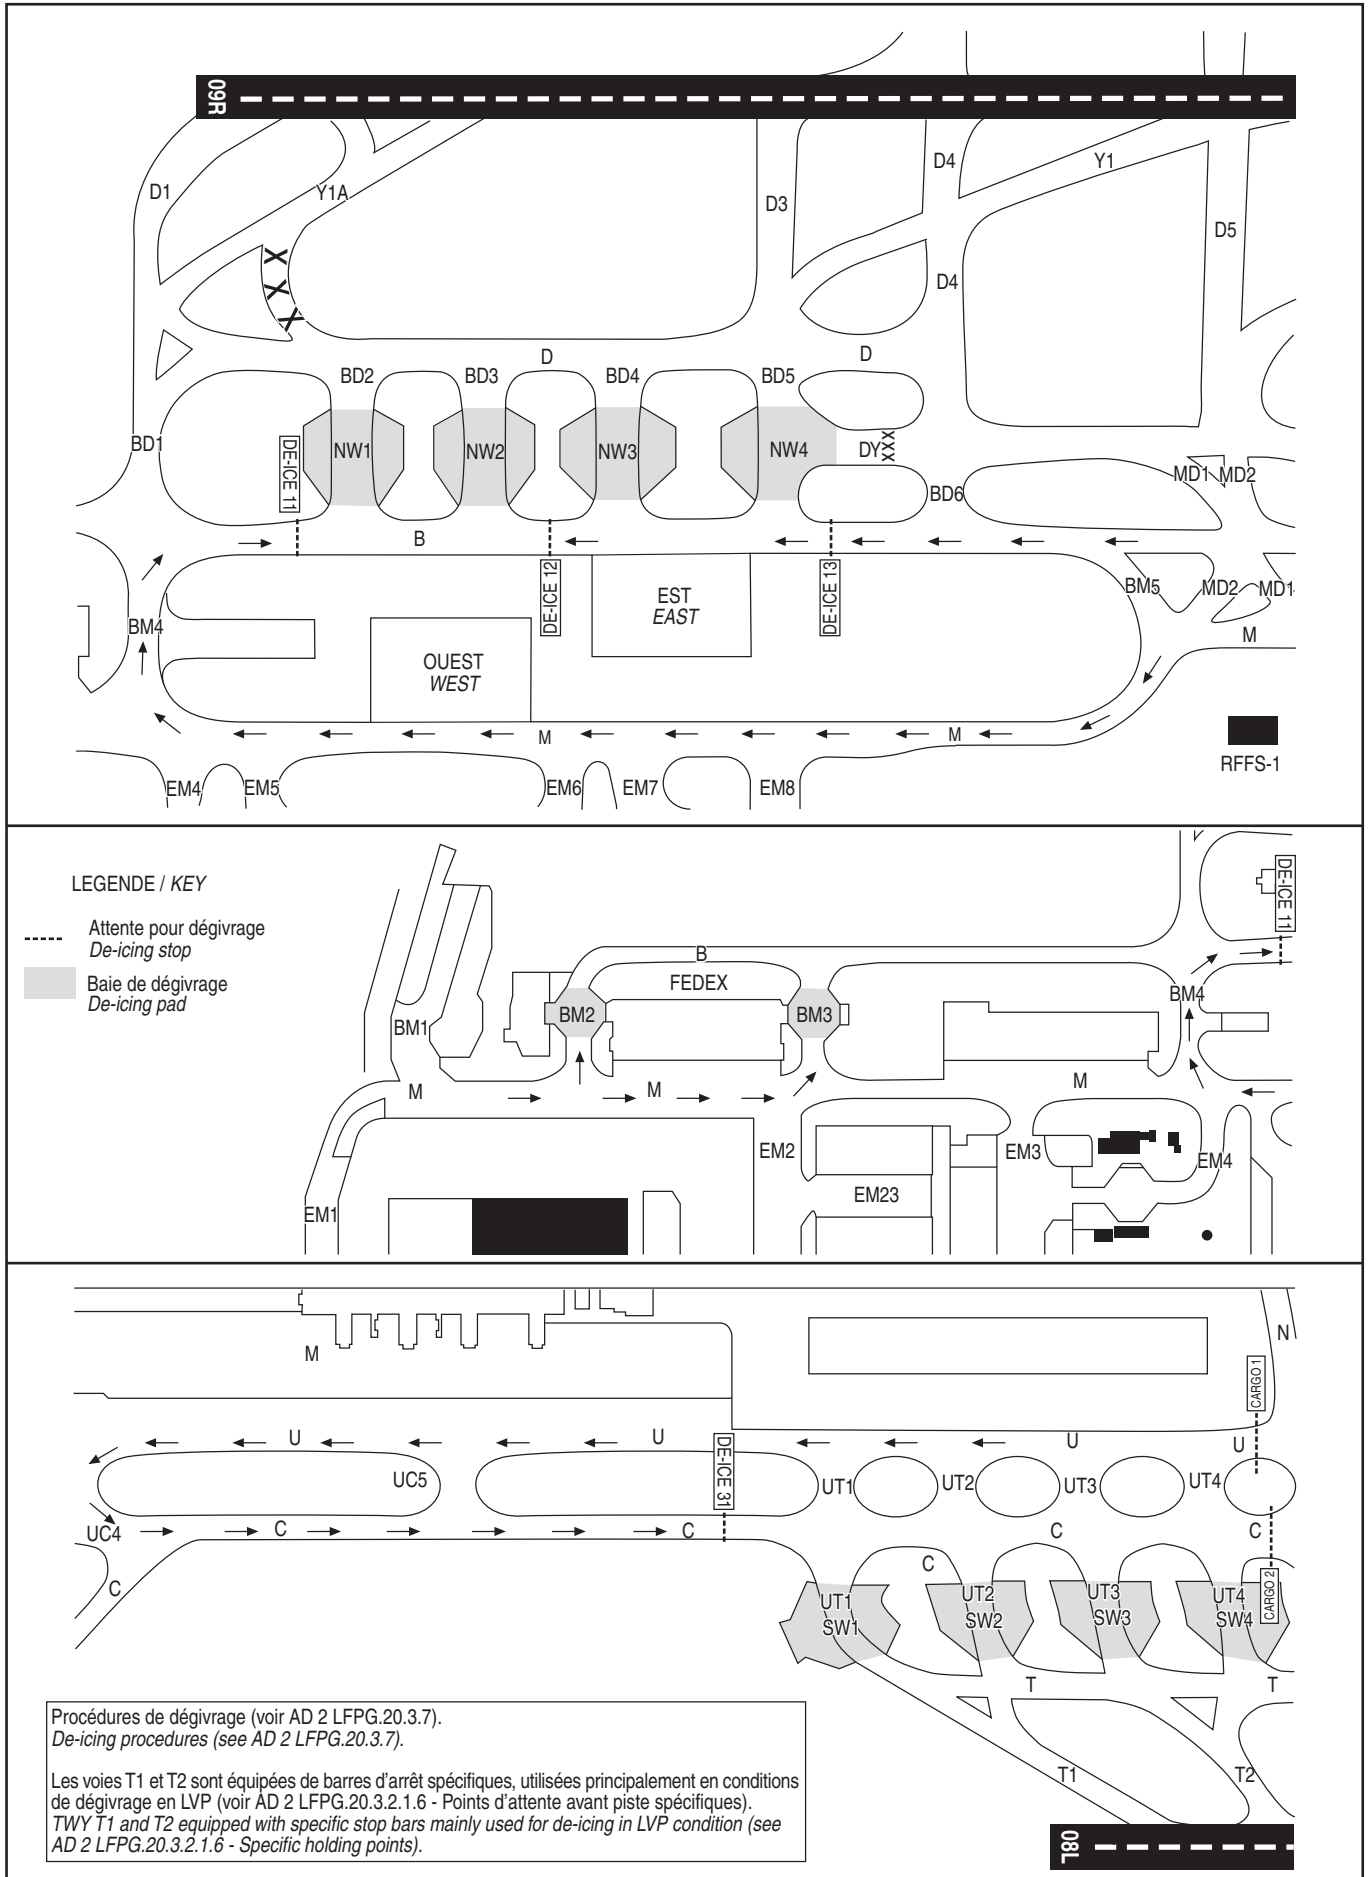 09R
D4
Y1
D1
Y1A
D3
D5
X
X
X
D4
D
D
BD2
BD3
BD4
BD5
BD1
DE-ICE 11
NW1
NW2
NW3
NW4
DY
XXX
MD1
MD2
BD6
B
DE-ICE 12
DE-ICE 13
EST
EAST
BM5
MD2
MD1
BM4
M
OUEST
WEST
M
M
RFFS-1
EM4
EM5
EM6
EM7
EM8
LEGENDE / KEY
Attente pour dégivrage
De-icing stop
Baie de dégivrage
De-icing pad
DE-ICE 11
B
FEDEX
BM4
BM1
BM2
BM3
M
M
M
EM2
EM3
EM4
EM23
EM1
N
M
CARGO 1
U
U
U
U
DE-ICE 31
UC5
UT1
UT2
UT3
UT4
UC4
C
C
C
C
C
C
UT1
SW1
UT2
SW2
UT3
SW3
UT4
SW4
CARGO 2
T
T
T1
T2
08L
Procédures de dégivrage (voir AD 2 LFPG.20.3.7).
De-icing procedures (see AD 2 LFPG.20.3.7).
Les voies T1 et T2 sont équipées de barres d'arrêt spécifiques, utilisées principalement en conditions
de dégivrage en LVP (voir AD 2 LFPG.20.3.2.1.6 - Points d'attente avant piste spécifiques).
TWY T1 and T2 equipped with specific stop bars mainly used for de-icing in LVP condition (see
AD 2 LFPG.20.3.2.1.6 - Specific holding points).